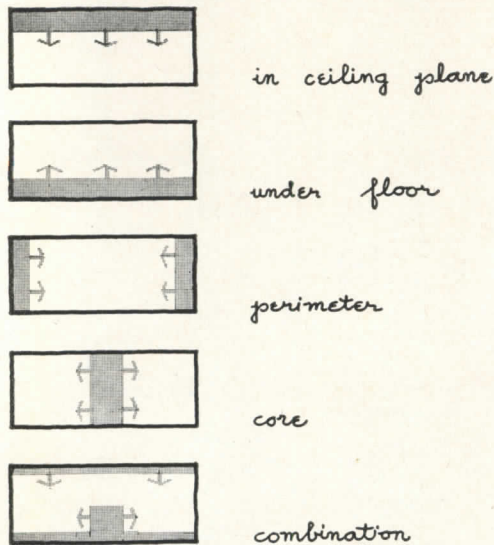 in ceiling plane
under floor
perimeter
core
combination